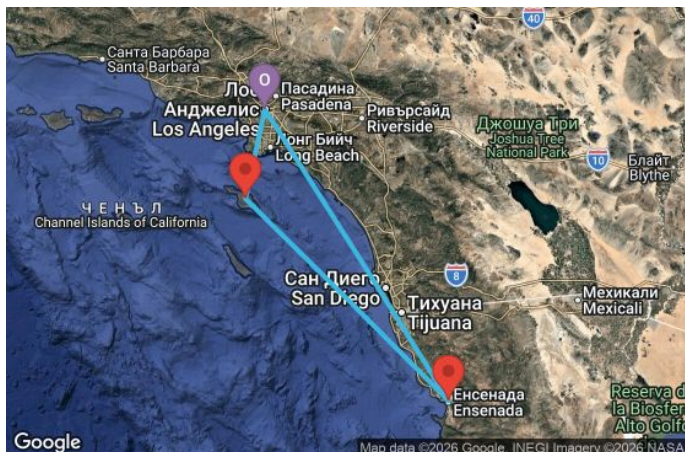 40
Санта Барбара
Santa Barbara
O
Пасадина
Pasadena
Лос
Анджелис
Los Angeles
Ривърсайд
Riverside
Лонг Бийч
Long Beach
Джошуа Три
Joshua Tree
National Park
10
Блайт
Blythe
ЧЕНЪЛ
Channel Islands of California
8
Сан Диего
San Diego
Тихуана
Tijuana
Мехикали
Mexicali
Енсенада
Ensenada
Reserva d
la Biosfer
Alto Golfo
Google
Map data ©2026 Google, INEGI Imagery ©2026 NASA